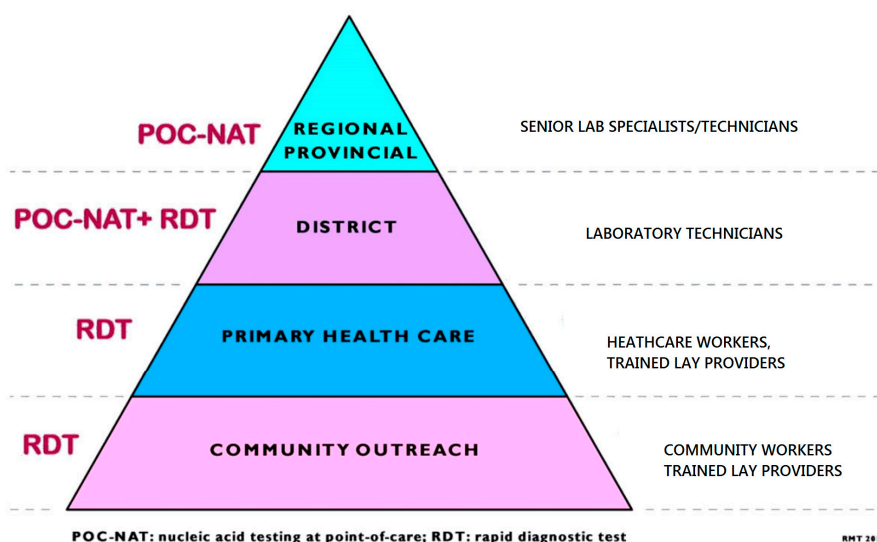 POC-NAT
REGIONAL
PROVINCIAL
SENIOR LAB SPECIALISTS/TECHNICIANS
POC-NAT+ RDT
DISTRICT
LABORATORY TECHNICIANS
RDT
PRIMARY HEALTH CARE
HEATHCARE WORKERS,
TRAINED LAY PROVIDERS
RDT
COMMUNITY OUTREACH
COMMUNITY WORKERS
TRAINED LAY PROVIDERS
POC-NAT: nucleic acid testing at point-of-care; RDT: rapid diagnostic test
RMT